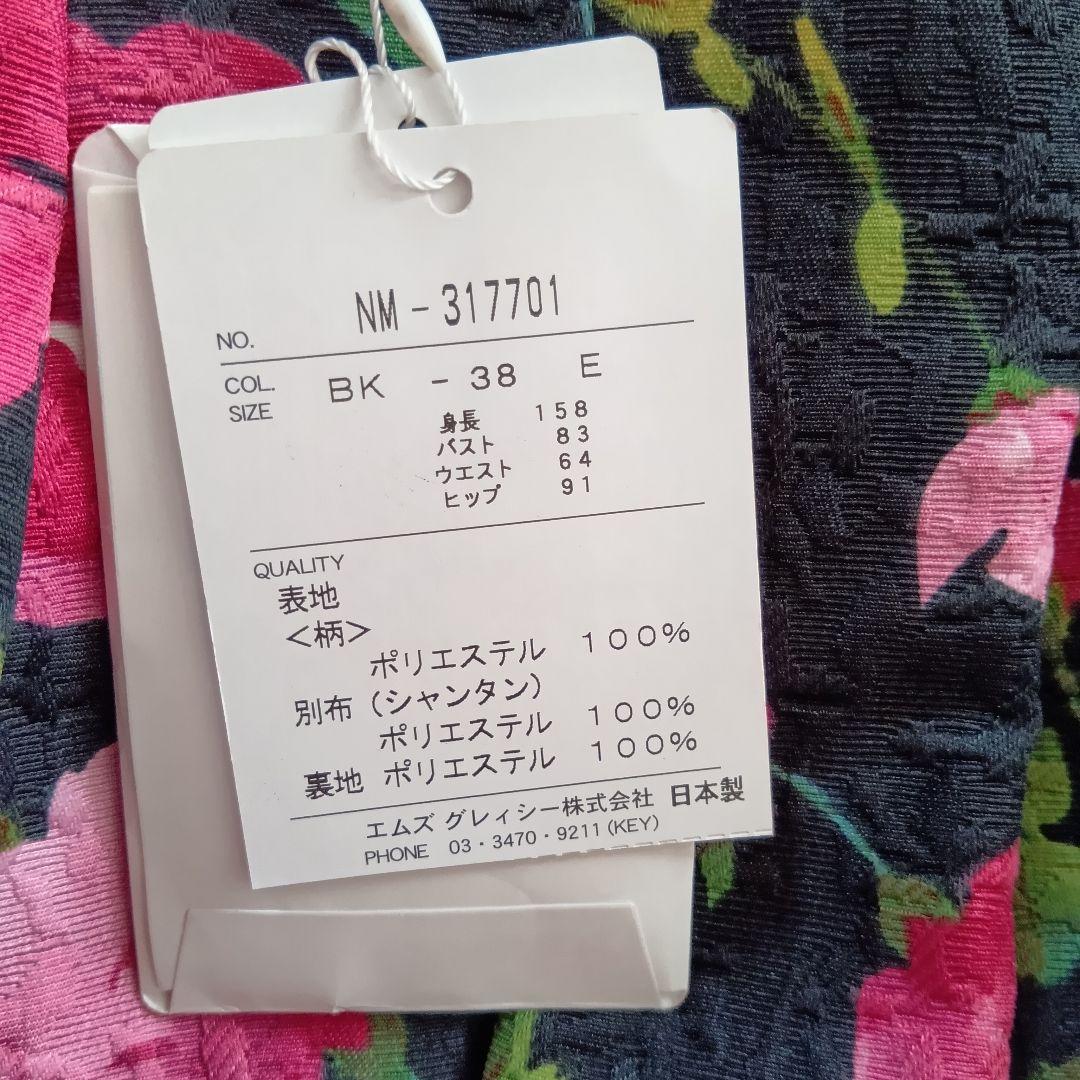 NO. NM-317701
COL. BK -38 E
SIZE
身長 158
バスト 83
ウエスト 64
ヒップ 91
QUALITY
表地
<柄>
ポリエステル 100%
別布(シャンタン)
ポリエステル 100%
裏地 ポリエステル 100%
エムズ グレィシー株式会社 日本製
PHONE 03・3470・9211(KEY)